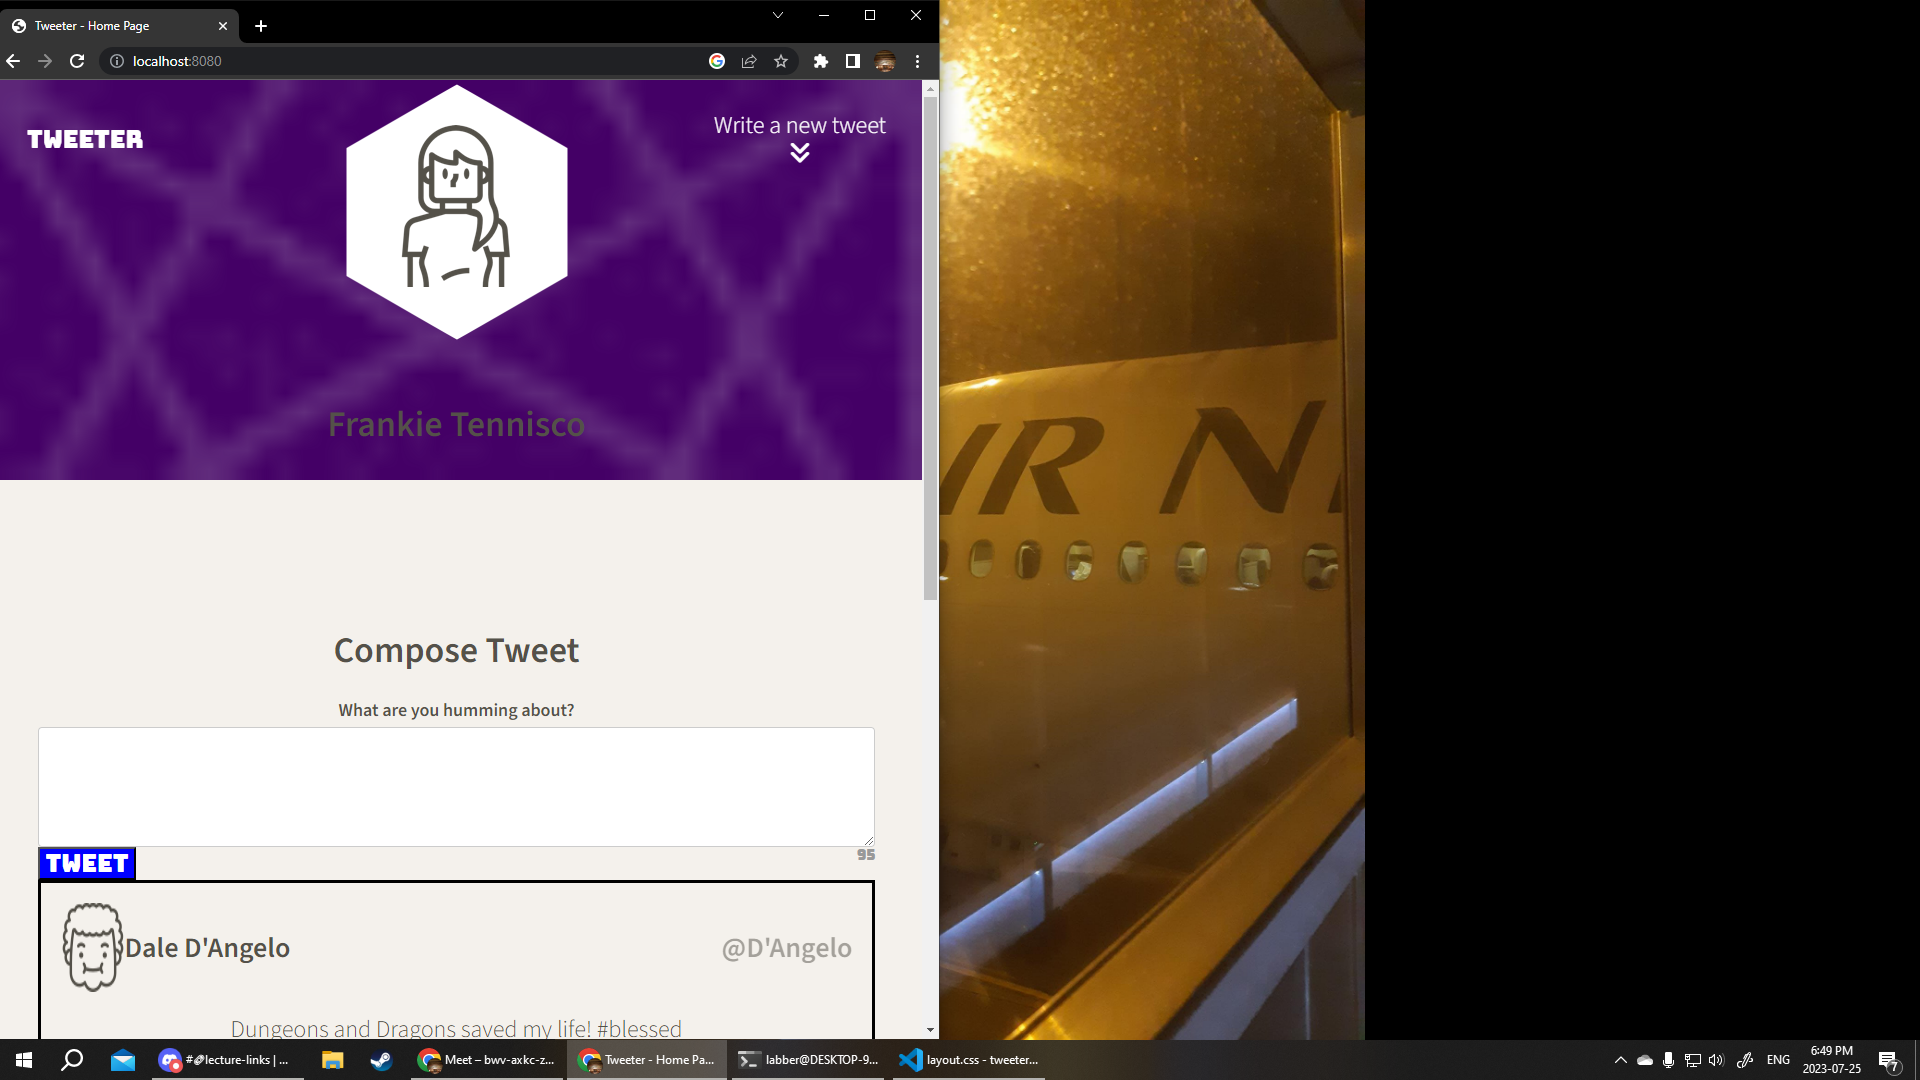 Tweeter - Home Page
localhost:8080
TWEETER
Write a new tweet
Frankie Tennisco
Compose Tweet
What are you humming about?
TWEET
95
Dale D'Angelo
@D'Angelo
Dungeons and Dragons saved my life! #blessed
IR N
#lecture-links | ...
Meet – bwv-axkc-z...
Tweeter - Home Pa...
labber@DESKTOP-9...
layout.css - tweeter...
ENG
6:49 PM
2023-07-25
7